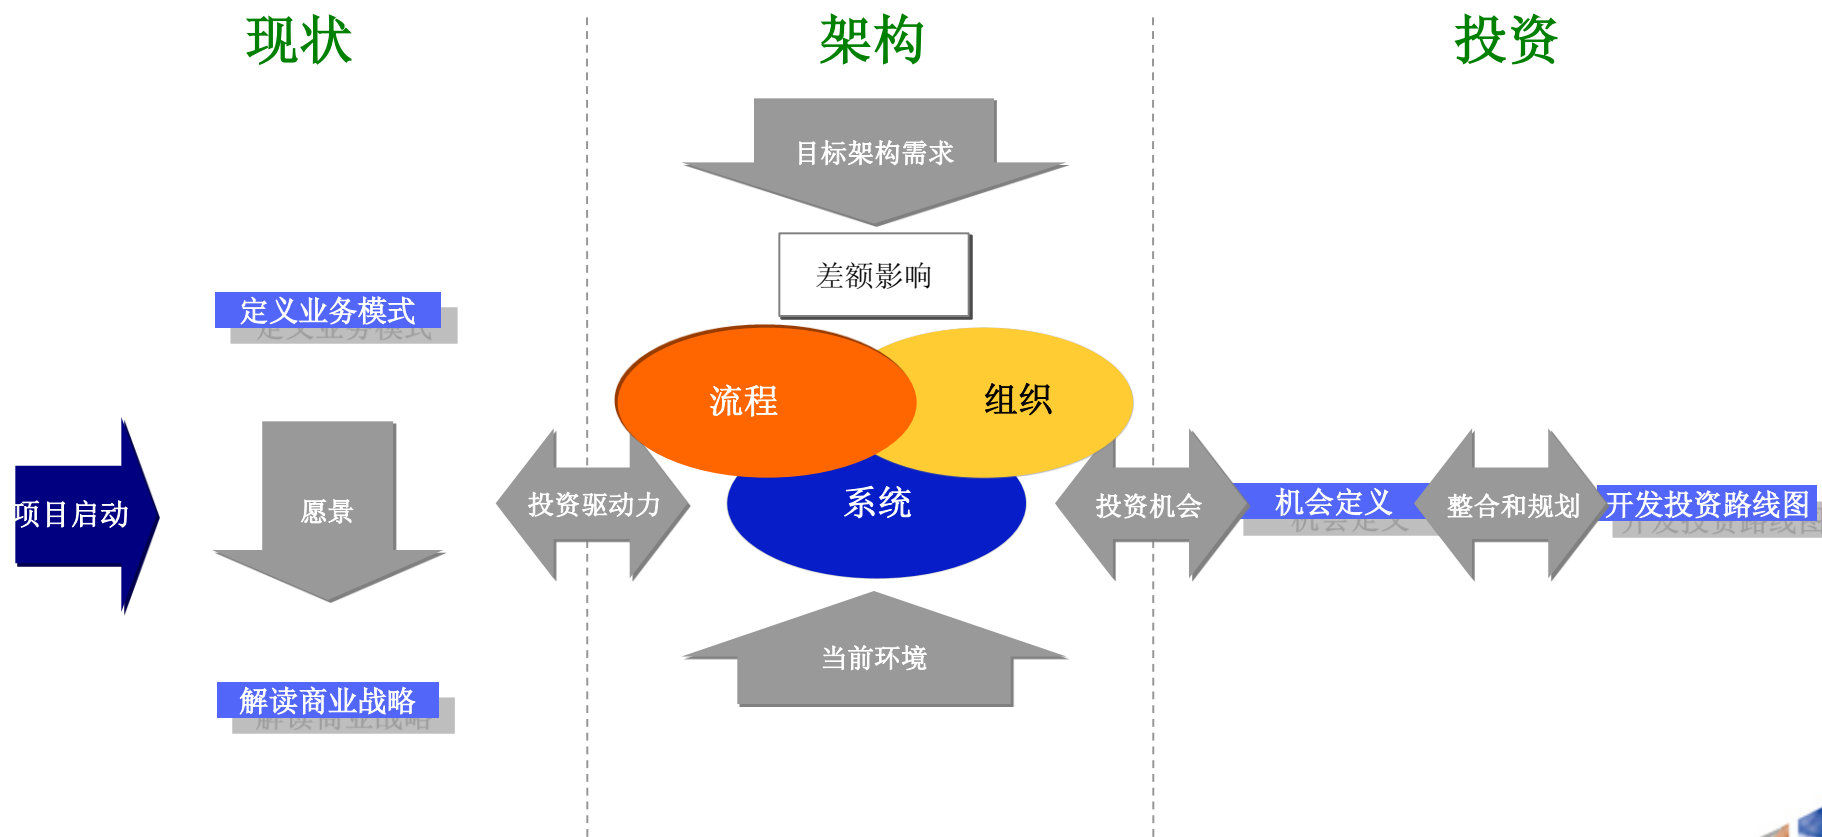 现状
架构
投资
目标架构需求
差额影响
定义业务模式
流程
组织
项目启动
愿景
投资驱动力
系统
投资机会
机会定义
整合和规划
开发投资路线图
当前环境
解读商业战略